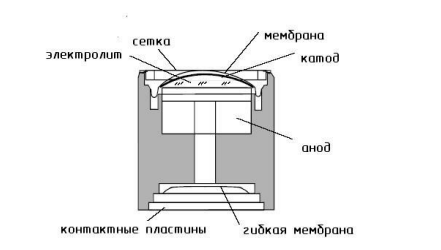 сетка
мембрана
электролит
катод
анод
контактные пластины
гибкая мембрана